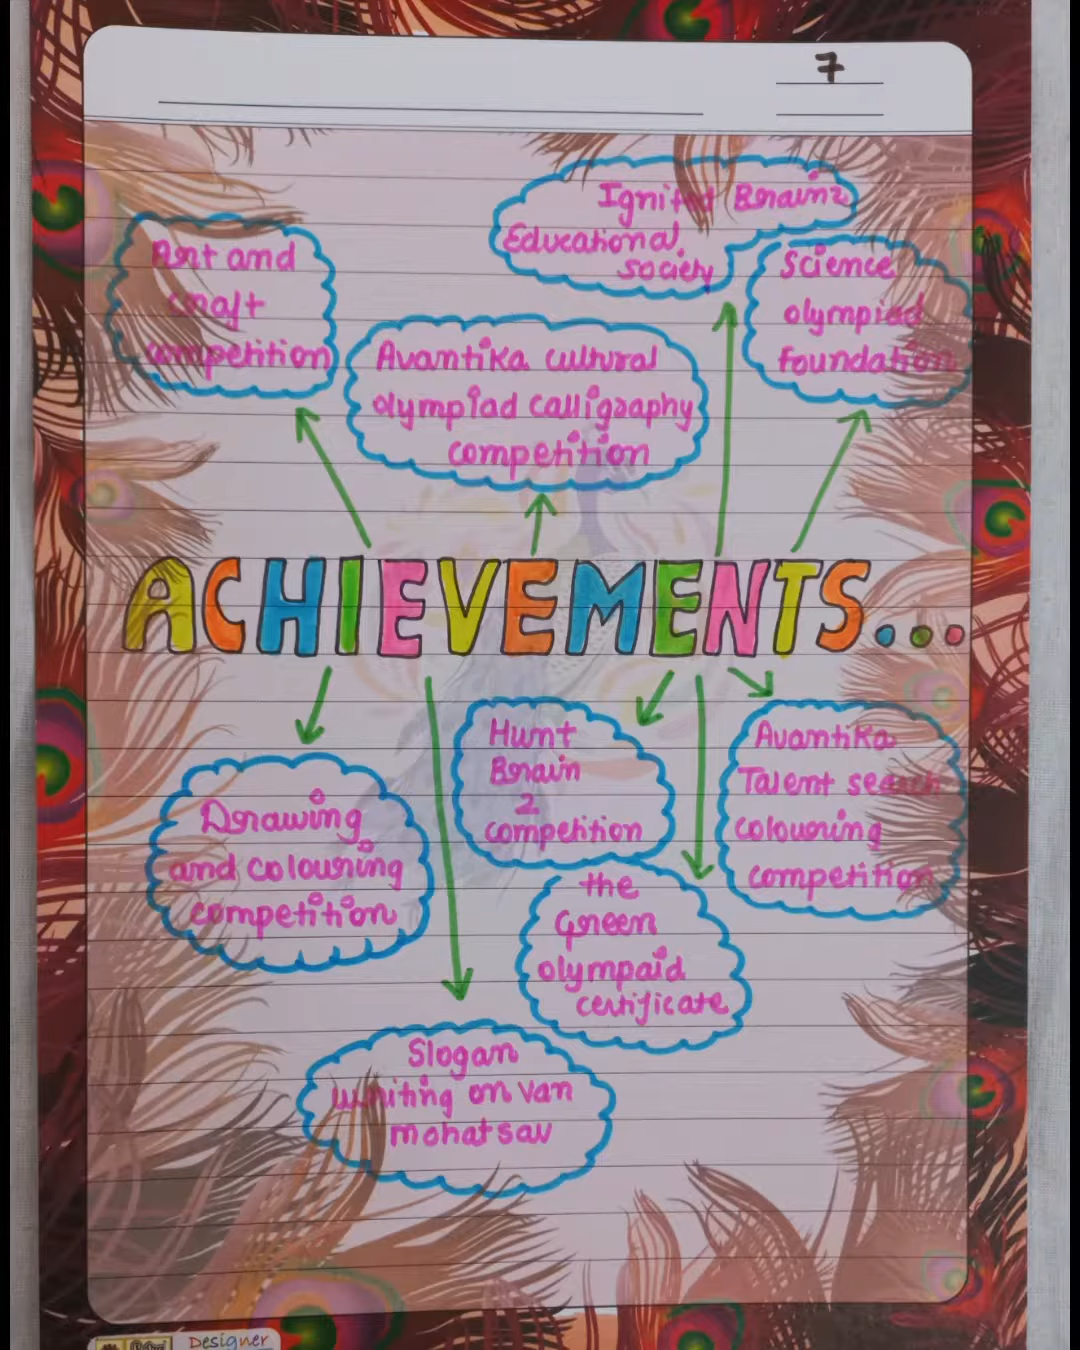 7
Ignited Brainz
Educational
society
Art and
craft
competition
Science
olympiad
foundation
Avantika cultural
olympiad calligraphy
competition
ACHIEVEMENTS...
Hunt
Brain
2
competition
Avantika
Talent search
colouring
competition
Drawing
and colouring
competition
the
Green
olympaid
certificate
Slogan
writing on van
mohatsav
Designer